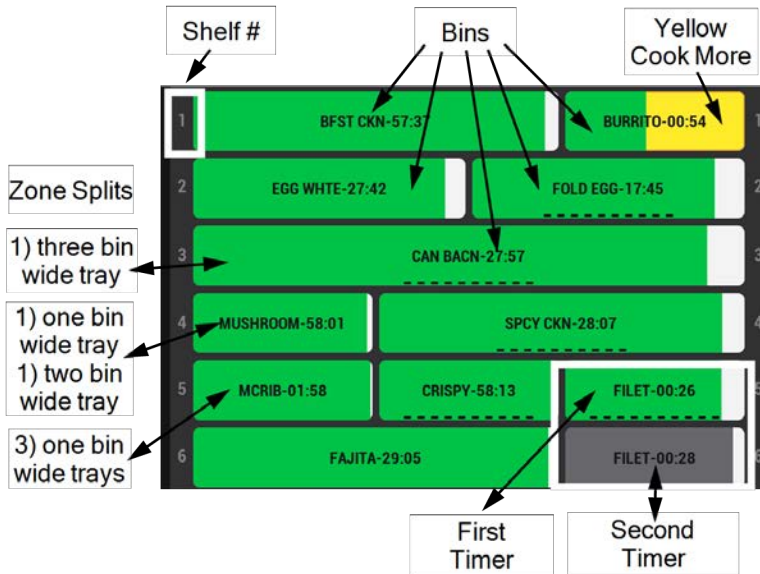 Shelf #
Bins
Yellow
Cook More
1
BFST CKN-57:37
BURRITO-00:54
1
Zone Splits
2
EGG WHTE-27:42
FOLD EGG-17:45
2
1) three bin
wide tray
3
CAN BACN-27:57
3
1) one bin
wide tray
1) two bin
wide tray
4
MUSHROOM-58:01
SPCY CKN-28:07
4
5
MCRIB-01:58
CRISPY-58:13
FILET-00:26
5
3) one bin
wide trays
6
FAJITA-29:05
FILET-00:28
6
First
Timer
Second
Timer